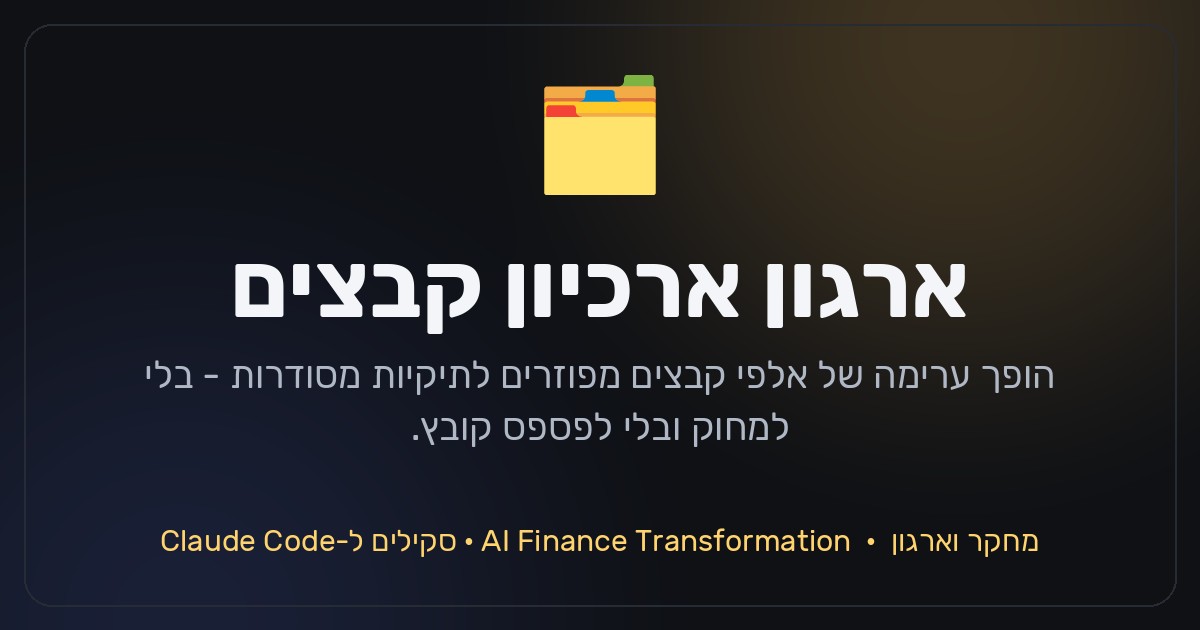 ארגון ארכיון קבצים
הופך ערימה של אלפי קבצים מפוזרים לתיקיות מסודרות - בלי
למחוק ובלי לפספס קובץ.
מחקר וארגון • AI Finance Transformation • סקילים ל-Claude Code